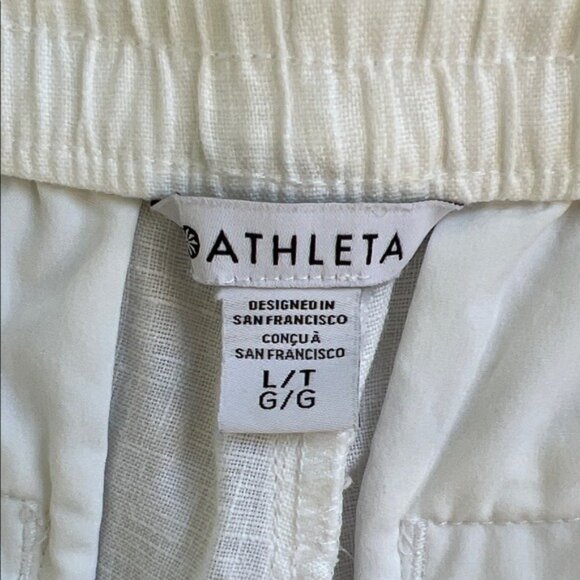 ATHLETA
DESIGNED IN
SAN FRANCISCO
CONÇU À
SAN FRANCISCO
L/T
G/G